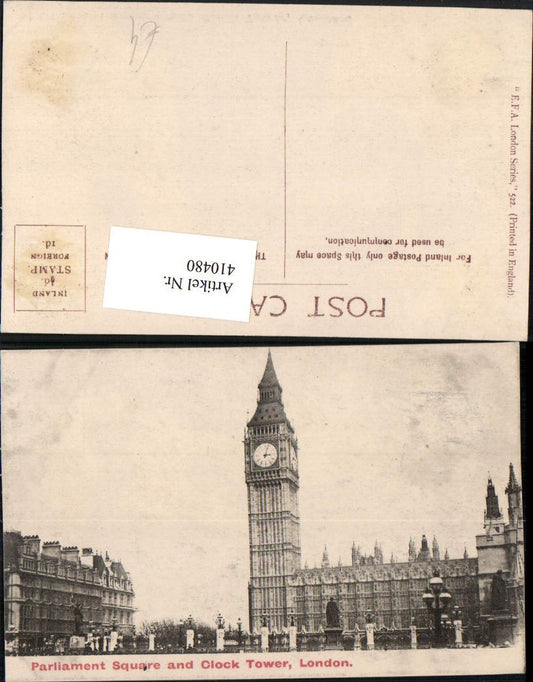 POST CA
For Inland Postage only this Space may
be used for communication.
TH
INLAND
½d.
STAMP.
FOREIGN
1d.
Artikel Nr.
410480
"E.F.A. London Series," 522. (Printed in England).
Parliament Square and Clock Tower, London.